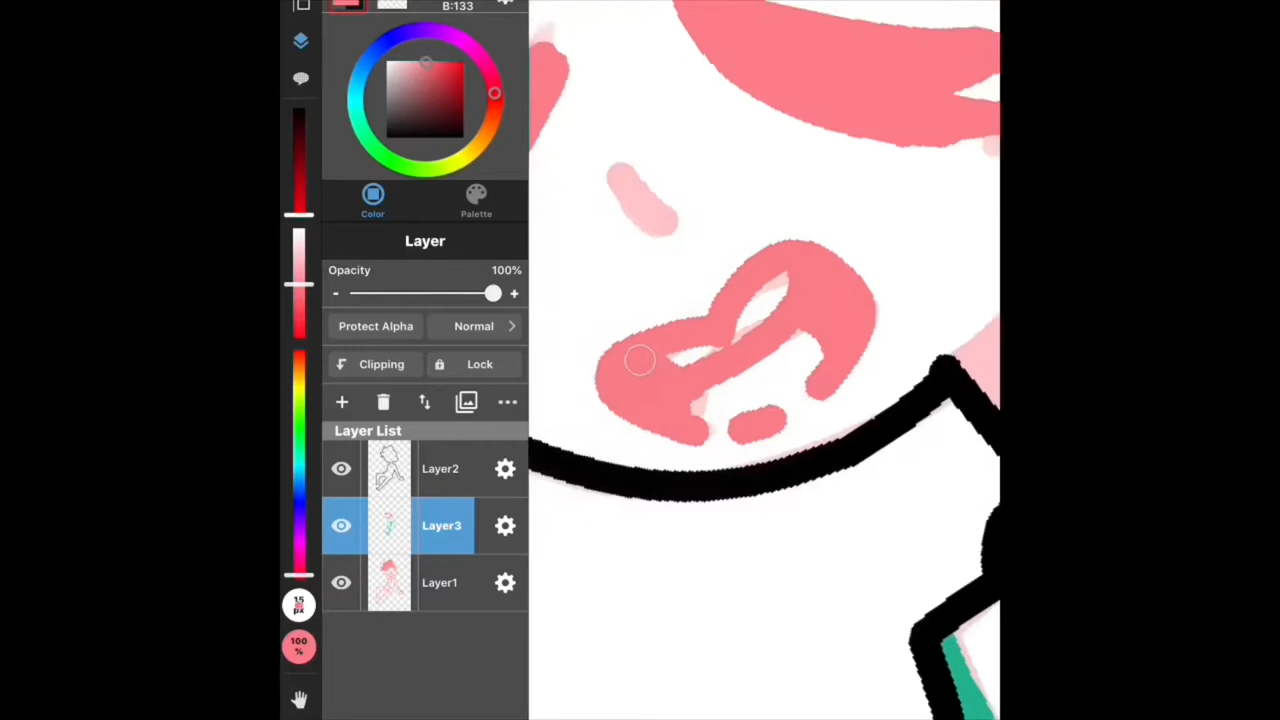 B:133
Color
Palette
Layer
Opacity 100%
- +
Protect Alpha
Normal
Clipping
Lock
Layer List
Layer2
Layer3
Layer1
15
px
100
%